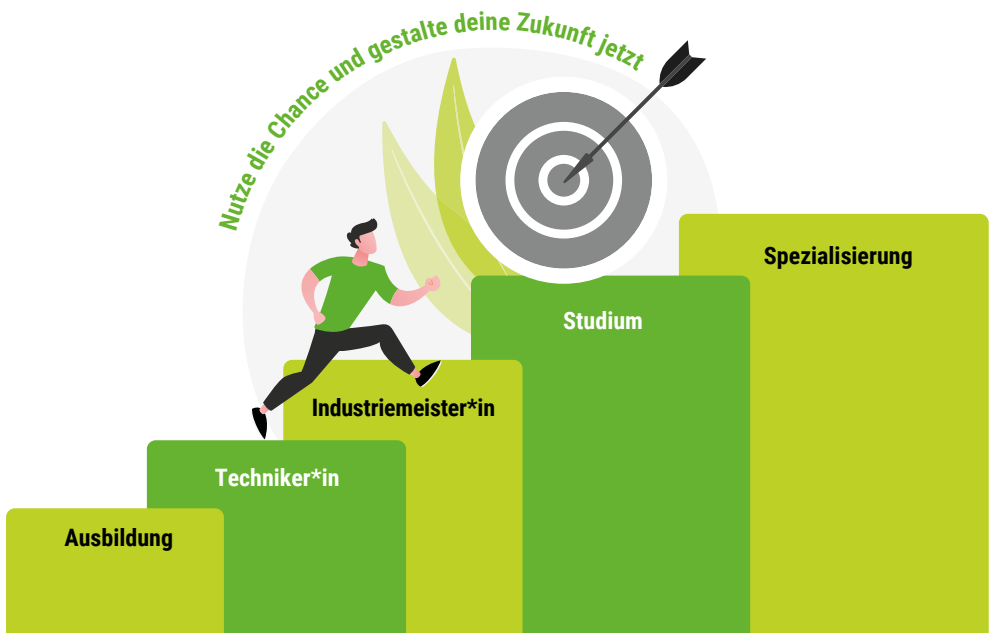 Nutze die Chance und gestalte deine Zukunft jetzt
Spezialisierung
Studium
Industriemeister*in
Techniker*in
Ausbildung